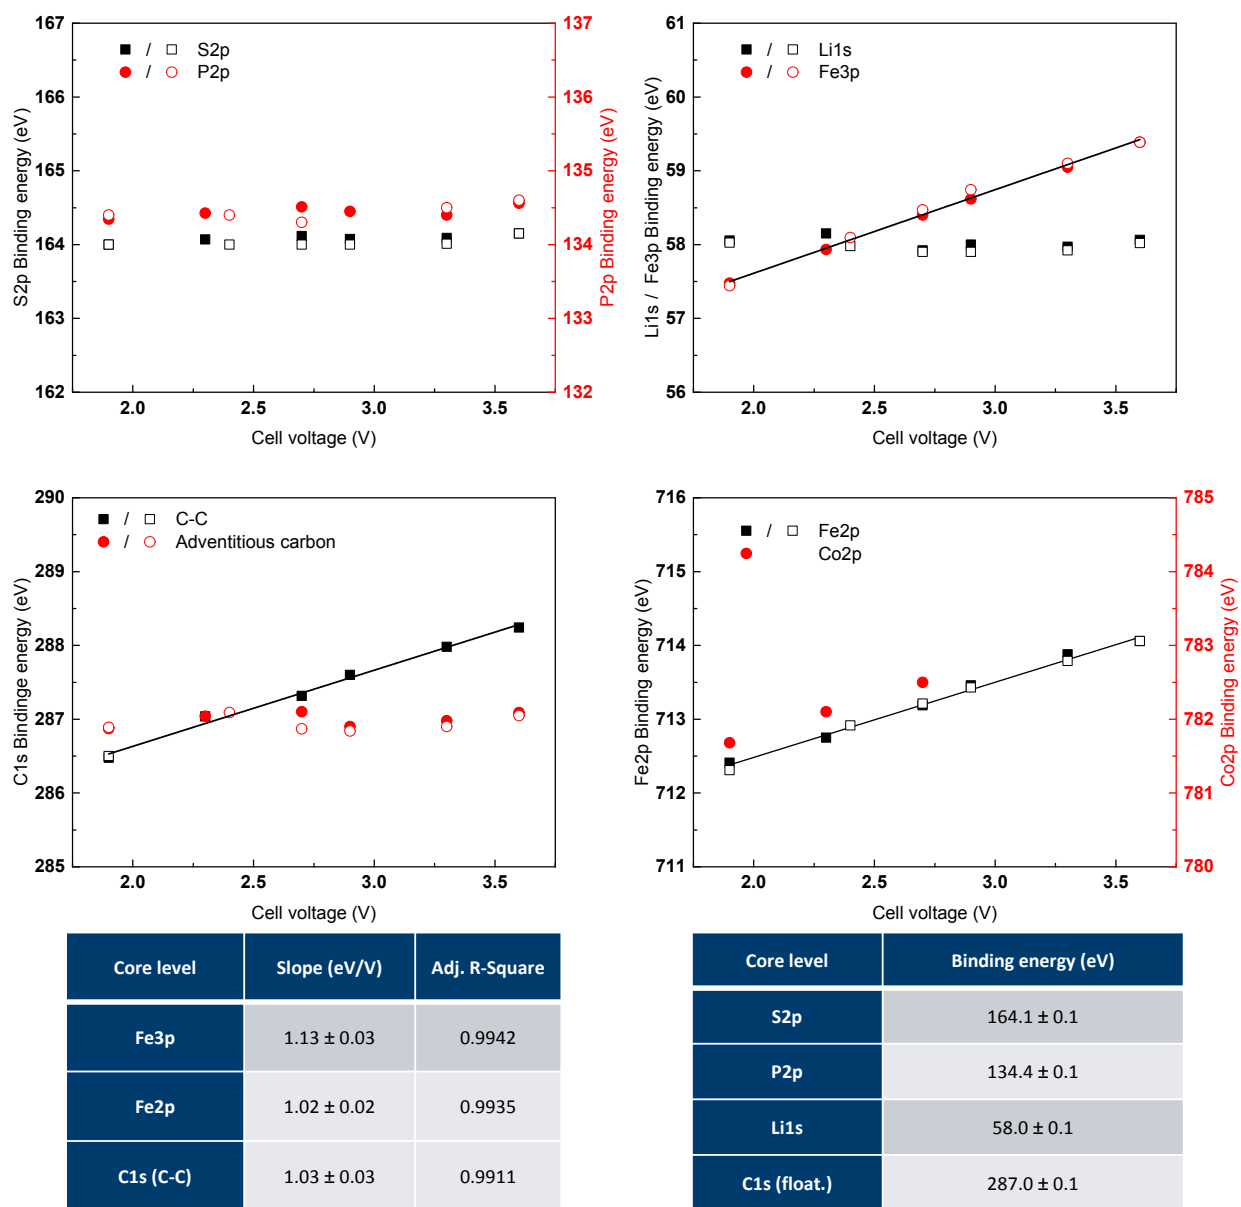 167
166
165
164
163
162
S2p Binding energy (eV)
137
136
135
134
133
132
P2p Binding energy (eV)
/ S2p
/ P2p
2.0 2.5 3.0 3.5
Cell voltage (V)
61
60
59
58
57
56
Li1s / Fe3p Binding energy (eV)
/ Li1s
/ Fe3p
2.0 2.5 3.0 3.5
Cell voltage (V)
290
289
288
287
286
285
C1s Bindinge energy (eV)
/ C-C
/ Adventitious carbon
2.0 2.5 3.0 3.5
Cell voltage (V)
716
715
714
713
712
711
Fe2p Binding energy (eV)
785
784
783
782
781
780
Co2p Binding energy (eV)
/ Fe2p
Co2p
2.0 2.5 3.0 3.5
Cell voltage (V)
Core level Slope (eV/V) Adj. R-Square
Fe3p 1.13 ± 0.03 0.9942
Fe2p 1.02 ± 0.02 0.9935
C1s (C-C) 1.03 ± 0.03 0.9911
Core level Binding energy (eV)
S2p 164.1 ± 0.1
P2p 134.4 ± 0.1
Li1s 58.0 ± 0.1
C1s (float.) 287.0 ± 0.1